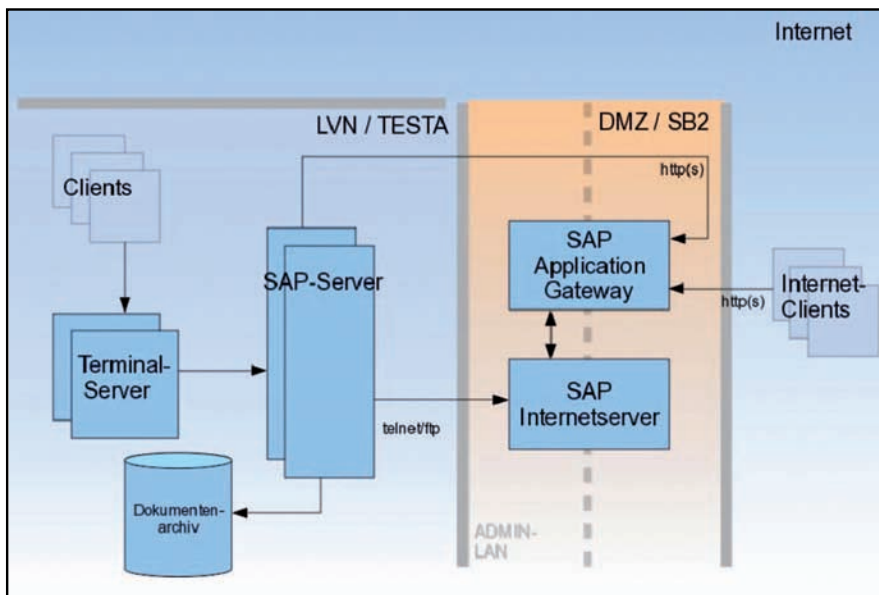 Internet
LVN / TESTA
DMZ / SB2
http(s)
Clients
SAP-Server
SAP
Application
Gateway
http(s)
Internet-
Clients
Terminal-
Server
SAP
Internetserver
telnet/ftp
Dokumenten-
archiv
ADMIN-
LAN